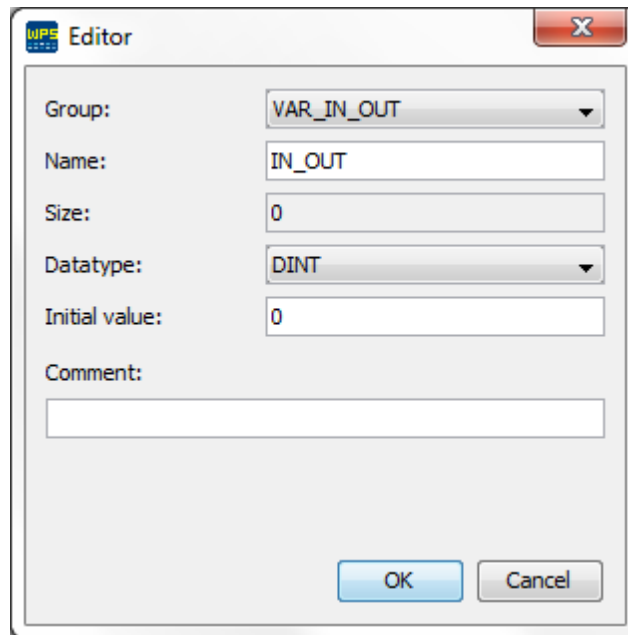 WPS Editor
Group: VAR_IN_OUT
Name: IN_OUT
Size: 0
Datatype: DINT
Initial value: 0
Comment:
OK Cancel